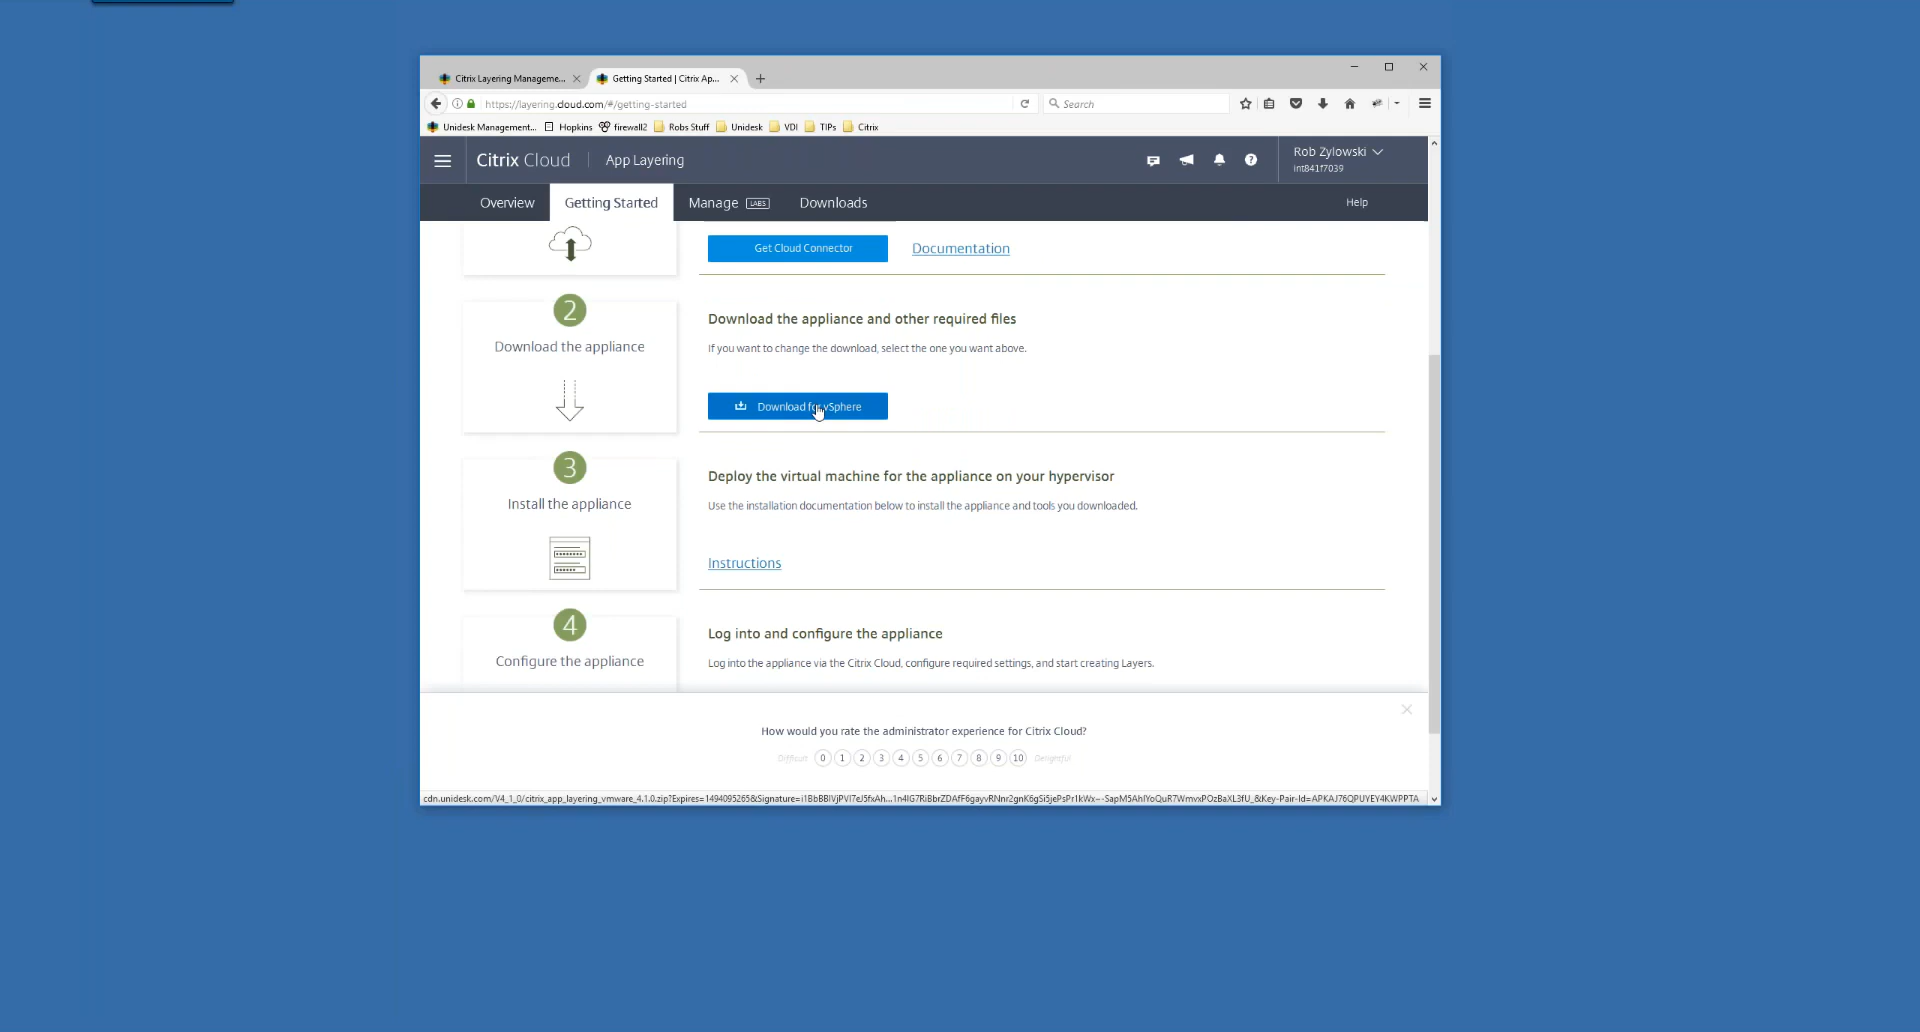 Citrix Layering Manageme...
Getting Started | Citrix Ap...
https://layering.cloud.com/#/getting-started
Search
Unidesk Management...
Hopkins
firewall2
Robs Stuff
Unidesk
VDI
TIPs
Citrix
Citrix Cloud
App Layering
Rob Zylowski
int841f7039
Overview
Getting Started
Manage LABS
Downloads
Help
Get Cloud Connector
Documentation
2
Download the appliance
Download the appliance and other required files
If you want to change the download, select the one you want above.
Download for vSphere
3
Install the appliance
Deploy the virtual machine for the appliance on your hypervisor
Use the installation documentation below to install the appliance and tools you downloaded.
Instructions
4
Configure the appliance
Log into and configure the appliance
Log into the appliance via the Citrix Cloud, configure required settings, and start creating Layers.
How would you rate the administrator experience for Citrix Cloud?
Difficult 0 1 2 3 4 5 6 7 8 9 10 Delightful